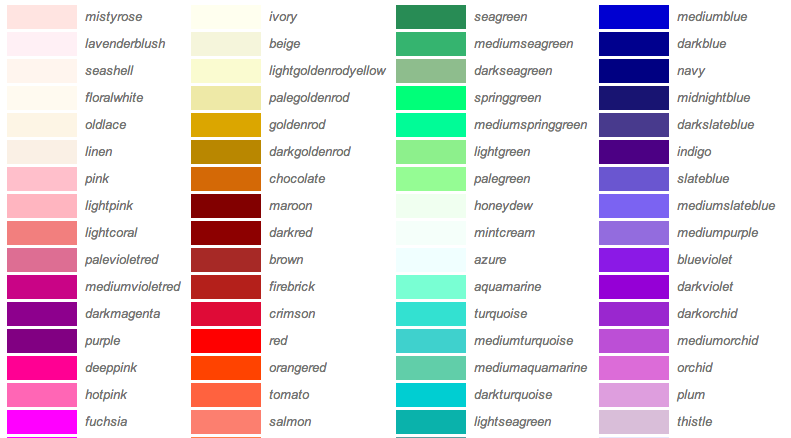 mistyrose ivory seagreen mediumblue
lavenderblush beige mediumseagreen darkblue
seashell lightgoldenrodyellow darkseagreen navy
floralwhite palegoldenrod springgreen midnightblue
oldlace goldenrod mediumspringgreen darkslateblue
linen darkgoldenrod lightgreen indigo
pink chocolate palegreen slateblue
lightpink maroon honeydew mediumslateblue
lightcoral darkred mintcream mediumpurple
palevioletred brown azure blueviolet
mediumvioletred firebrick aquamarine darkviolet
darkmagenta crimson turquoise darkorchid
purple red mediumturquoise mediumorchid
deeppink orangered mediumaquamarine orchid
hotpink tomato darkturquoise plum
fuchsia salmon lightseagreen thistle